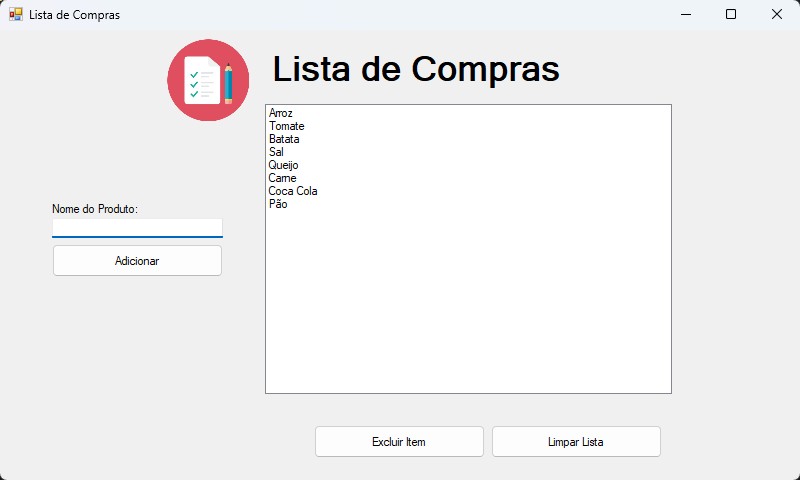 Lista de Compras
Lista de Compras
Arroz
Tomate
Batata
Sal
Queijo
Carne
Coca Cola
Pão
Nome do Produto:
Adicionar
Excluir Item
Limpar Lista